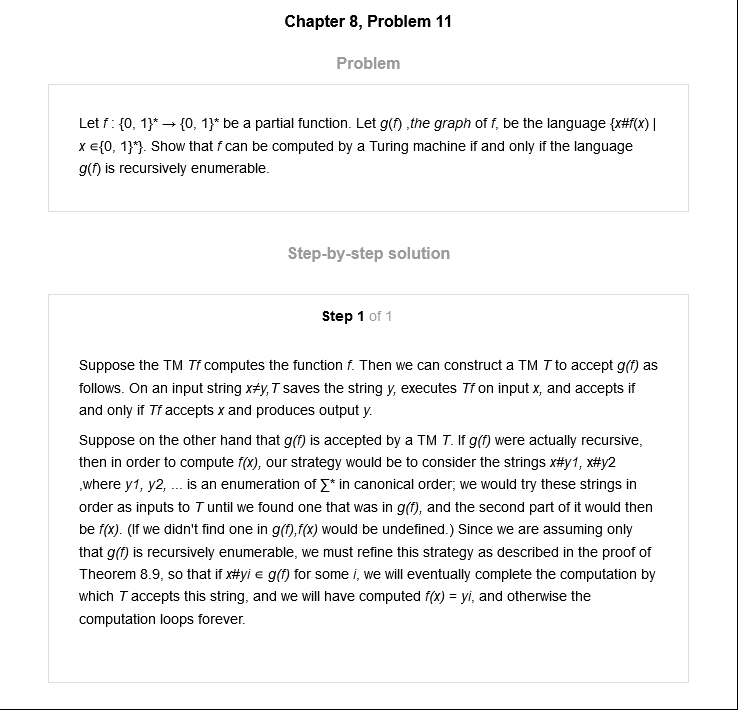 Chapter 8, Problem 11
Problem
Let f : {0, 1}* → {0, 1}* be a partial function. Let g(f) ,the graph of f, be the language {x#f(x) |
x ∈{0, 1}*}. Show that f can be computed by a Turing machine if and only if the language
g(f) is recursively enumerable.
Step-by-step solution
Step 1 of 1
Suppose the TM Tf computes the function f. Then we can construct a TM T to accept g(f) as
follows. On an input string x≠y,T saves the string y, executes Tf on input x, and accepts if
and only if Tf accepts x and produces output y.
Suppose on the other hand that g(f) is accepted by a TM T. If g(f) were actually recursive,
then in order to compute f(x), our strategy would be to consider the strings x#y1, x#y2
,where y1, y2, ... is an enumeration of ∑* in canonical order; we would try these strings in
order as inputs to T until we found one that was in g(f), and the second part of it would then
be f(x). (If we didn't find one in g(f),f(x) would be undefined.) Since we are assuming only
that g(f) is recursively enumerable, we must refine this strategy as described in the proof of
Theorem 8.9, so that if x#yi ∈ g(f) for some i, we will eventually complete the computation by
which T accepts this string, and we will have computed f(x) = yi, and otherwise the
computation loops forever.